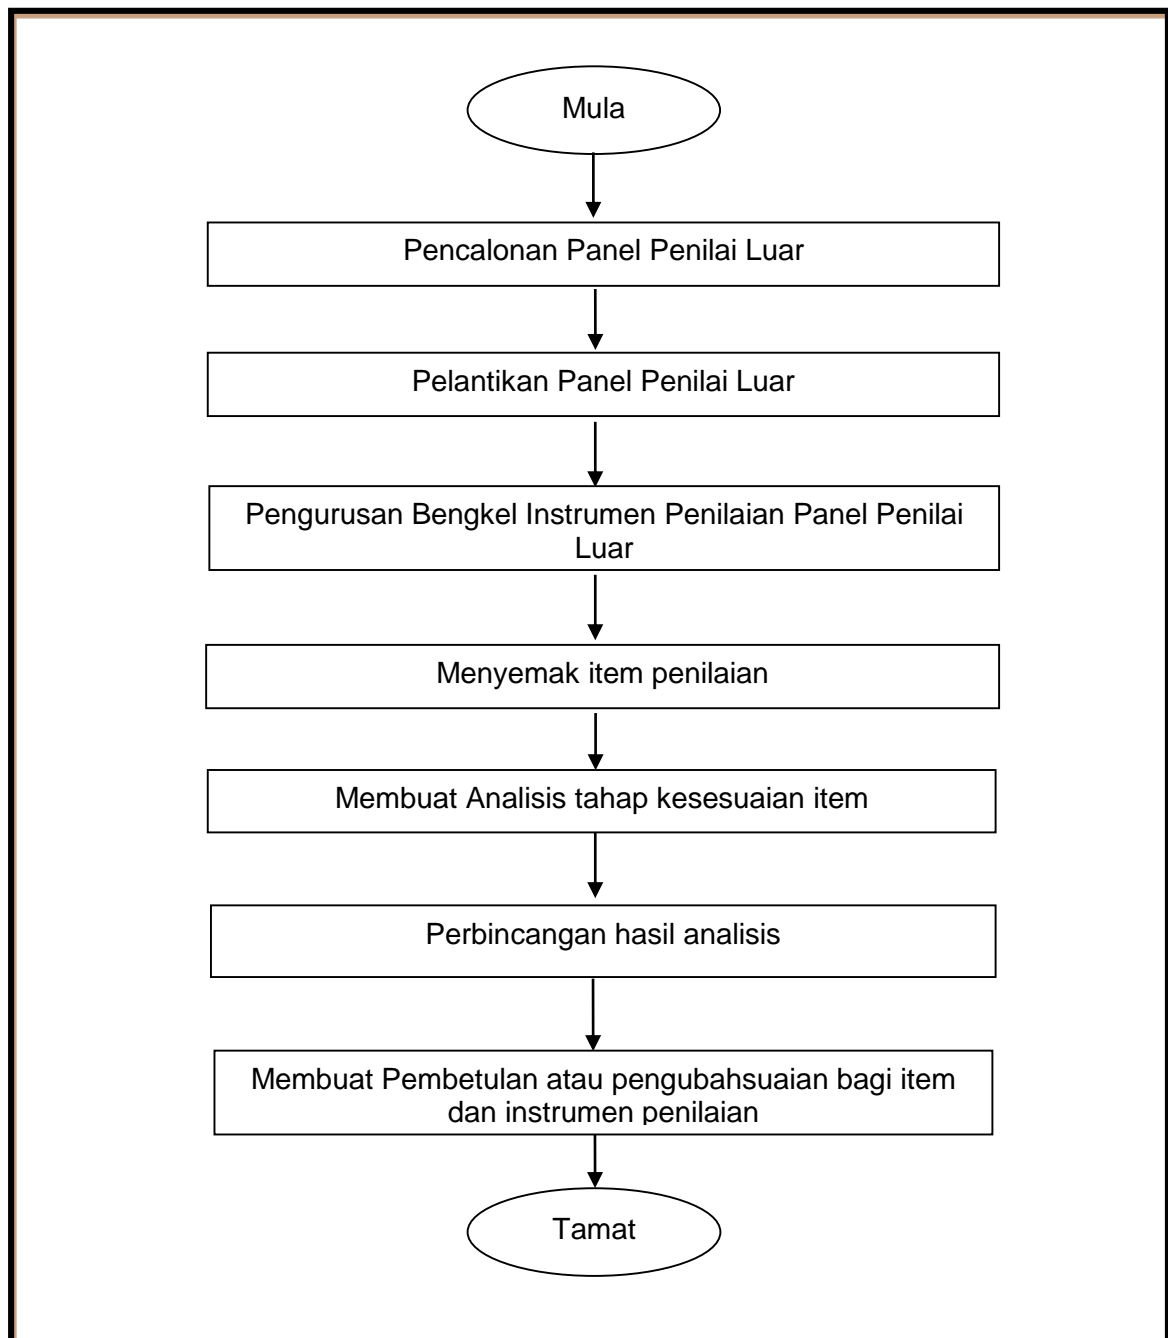 Mula
Pencalonan Panel Penilai Luar
Pelantikan Panel Penilai Luar
Pengurusan Bengkel Instrumen Penilaian Panel Penilai
Luar
Menyemak item penilaian
Membuat Analisis tahap kesesuaian item
Perbincangan hasil analisis
Membuat Pembetulan atau pengubahsuaian bagi item
dan instrumen penilaian
Tamat